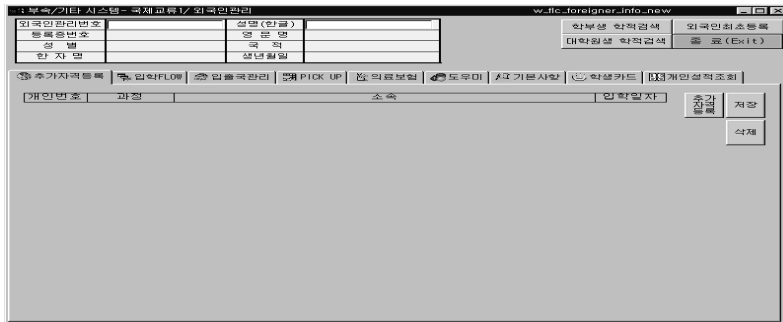 부속/기타 시스템- 국제교류1/ 외국인관리 w_flc_foreigner_info_new
외국인관리번호 성명(한글) 학부생 학적검색 외국인최초등록
등록증번호 영 문 명
성 별 국 적 대학원생 학적검색 종 료(Exit)
한 자 명 생년월일
추가자격등록 입학FLOW 입출국관리 PICK UP 의료보험 도우미 기본사항 학생카드 개인성적조회
개인번호 과정 소속 입학일자 추가자격등록 저장
삭제